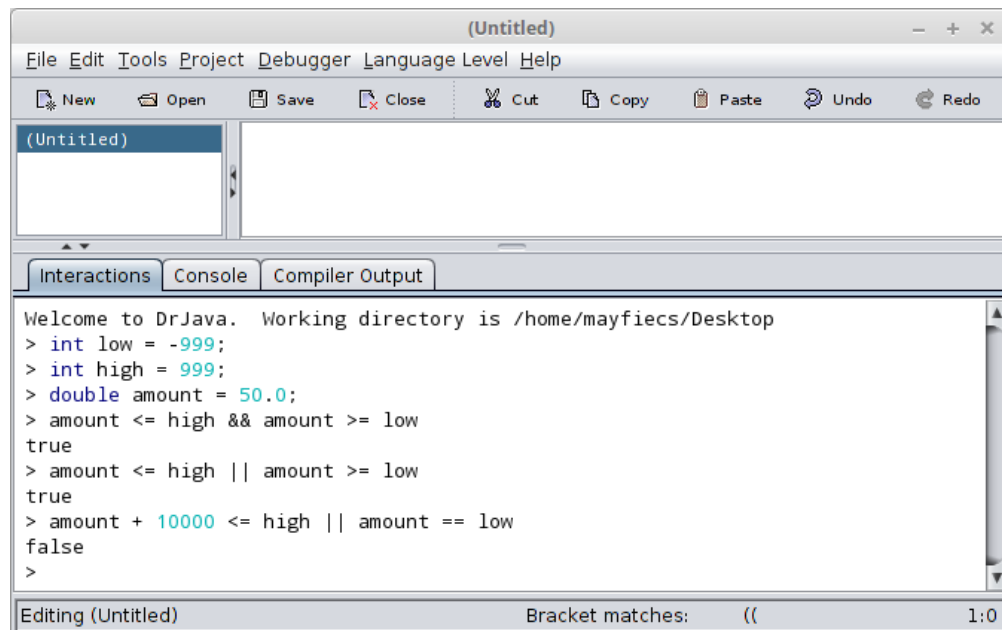 (Untitled)
File Edit Tools Project Debugger Language Level Help
New Open Save Close Cut Copy Paste Undo Redo
(Untitled)
Interactions Console Compiler Output
Welcome to DrJava.  Working directory is /home/mayfiecs/Desktop
> int low = -999;
> int high = 999;
> double amount = 50.0;
> amount <= high && amount >= low
true
> amount <= high || amount >= low
true
> amount + 10000 <= high || amount == low
false
>
Editing (Untitled) Bracket matches: (( 1:0